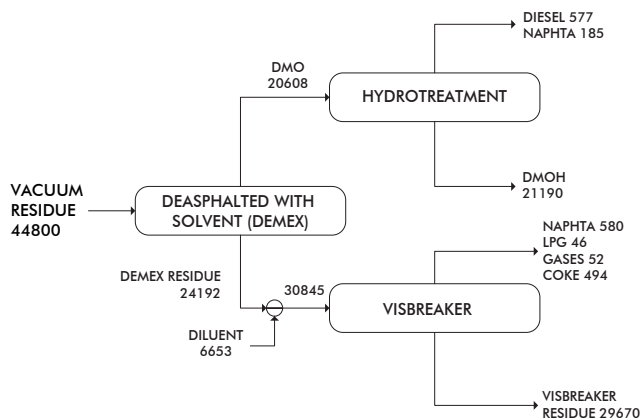 DIESEL 577
NAPHTA 185
DMO
20608
HYDROTREATMENT
DMOH
21190
VACUUM
RESIDUE
44800
DEASPHALTED WITH
SOLVENT (DEMEX)
NAPHTA 580
LPG 46
GASES 52
COKE 494
DEMEX RESIDUE
24192
30845
VISBREAKER
DILUENT
6653
VISBREAKER
RESIDUE 29670